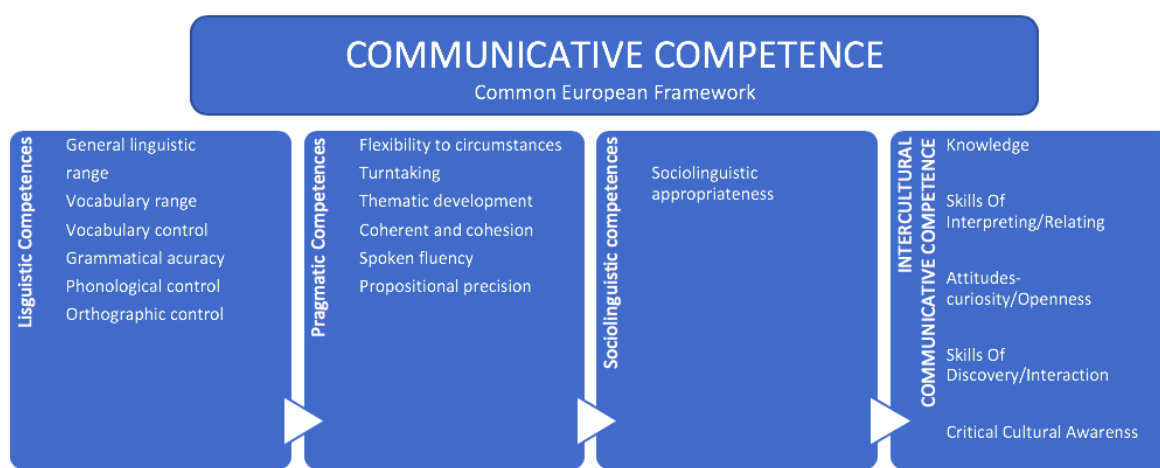 COMMUNICATIVE COMPETENCE
Common European Framework
Lisguistic Competences
General linguistic
range
Vocabulary range
Vocabulary control
Grammatical acuracy
Phonological control
Orthographic control
Pragmatic Competences
Flexibility to circumstances
Turntaking
Thematic development
Coherent and cohesion
Spoken fluency
Propositional precision
Sociolinguistic competences
Sociolinguistic
appropriateness
INTERCULTURAL
COMMUNICATIVE COMPETENCE
Knowledge
Skills Of
Interpreting/Relating
Attitudes-
curiosity/Openness
Skills Of
Discovery/Interaction
Critical Cultural Awarenss